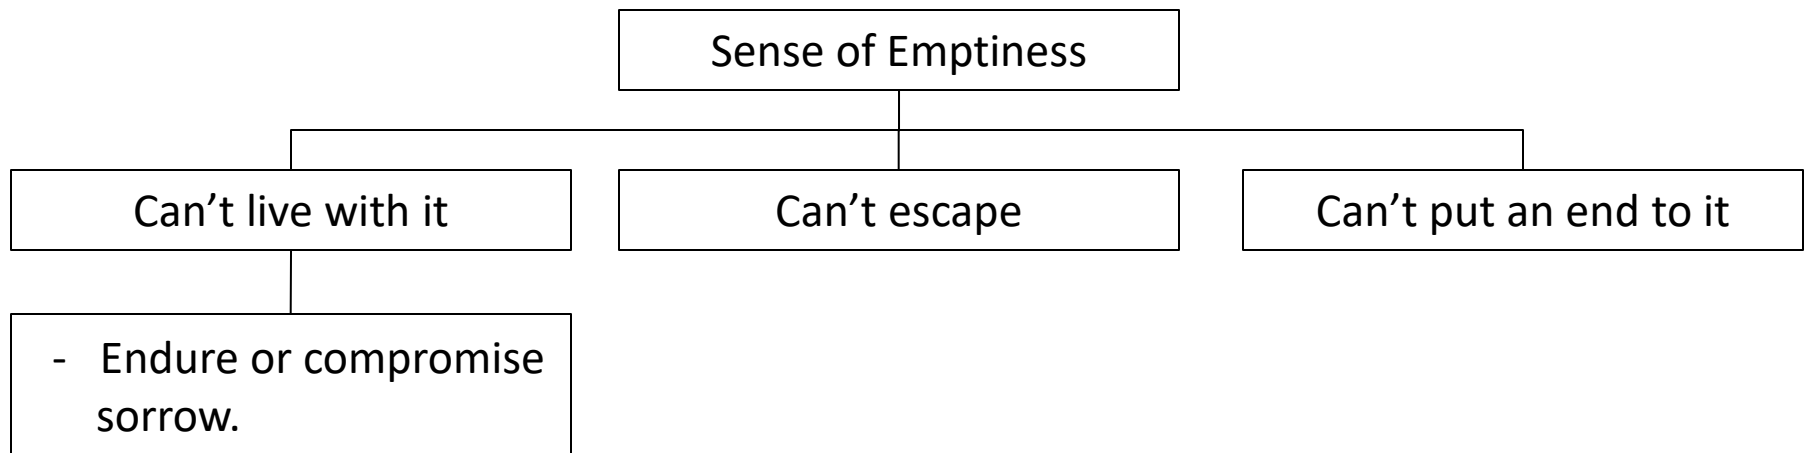 Sense of Emptiness
Can’t live with it
Can’t escape
Can’t put an end to it
- Endure or compromise
sorrow.